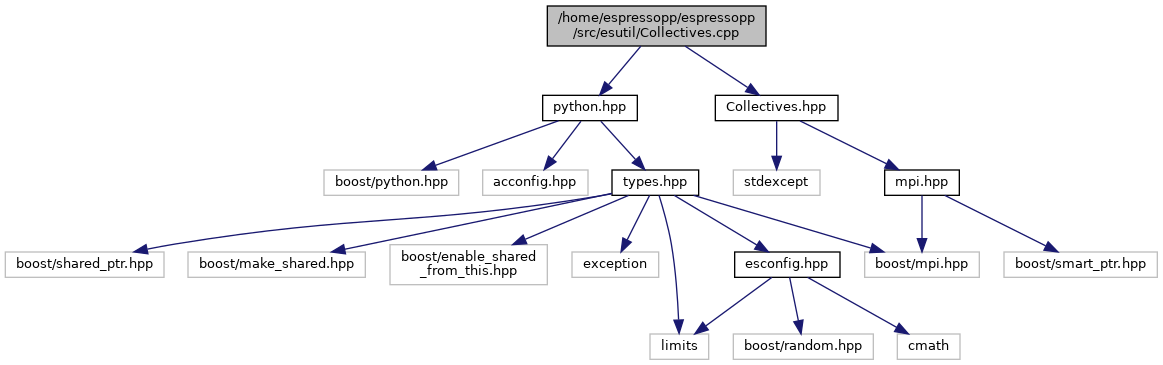 /home/espressopp/espressopp
/src/esutil/Collectives.cpp
python.hpp
Collectives.hpp
boost/python.hpp
acconfig.hpp
types.hpp
stdexcept
mpi.hpp
boost/shared_ptr.hpp
boost/make_shared.hpp
boost/enable_shared
_from_this.hpp
exception
esconfig.hpp
boost/mpi.hpp
boost/smart_ptr.hpp
limits
boost/random.hpp
cmath